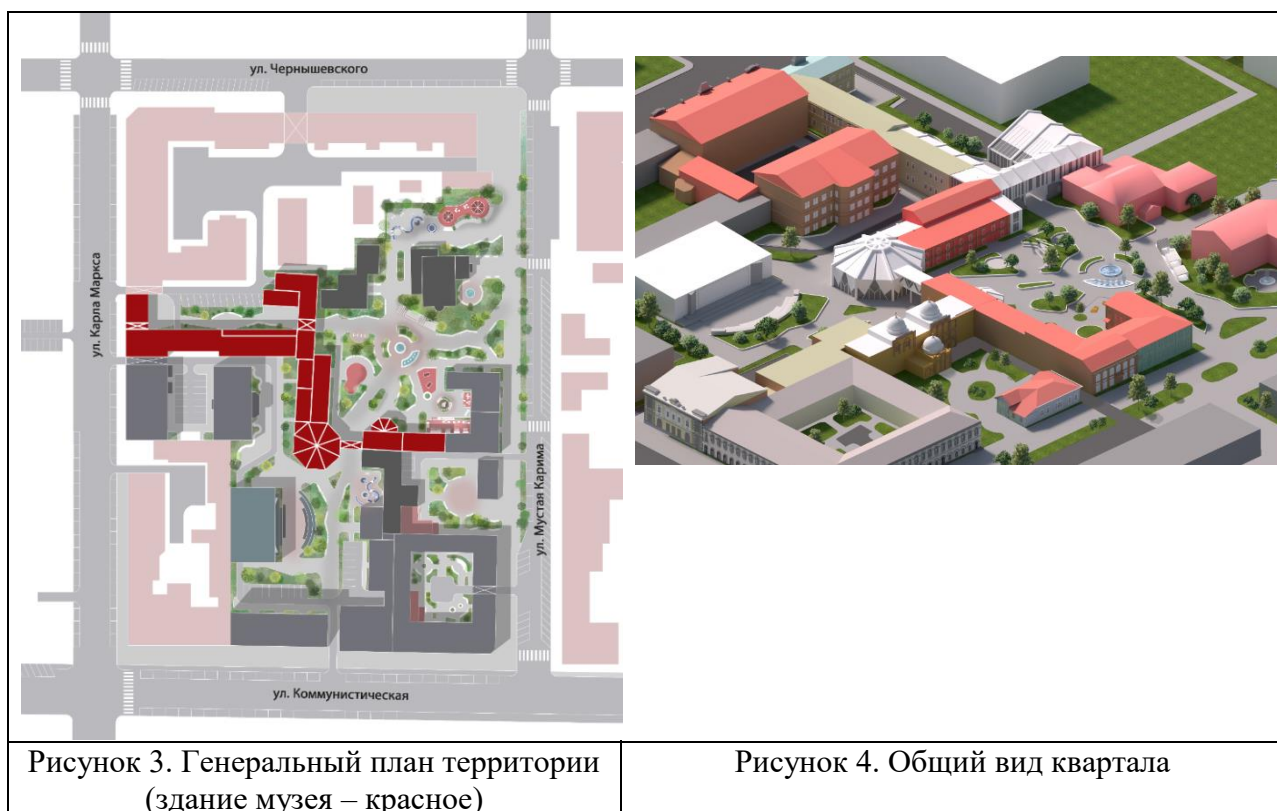 ул. Чернышевского
ул. Карла Маркса
ул. Мустая Карима
ул. Коммунистическая
Рисунок 3. Генеральный план территории
(здание музея – красное)
Рисунок 4. Общий вид квартала